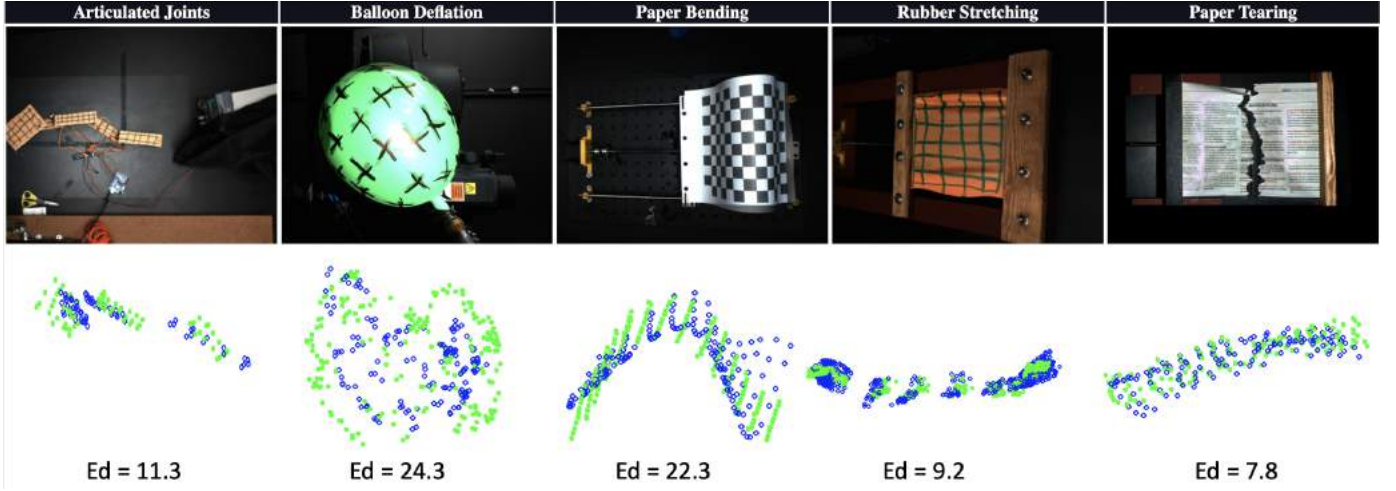 Articulated Joints
Balloon Deflation
Paper Bending
Rubber Stretching
Paper Tearing
Ed = 11.3
Ed = 24.3
Ed = 22.3
Ed = 9.2
Ed = 7.8